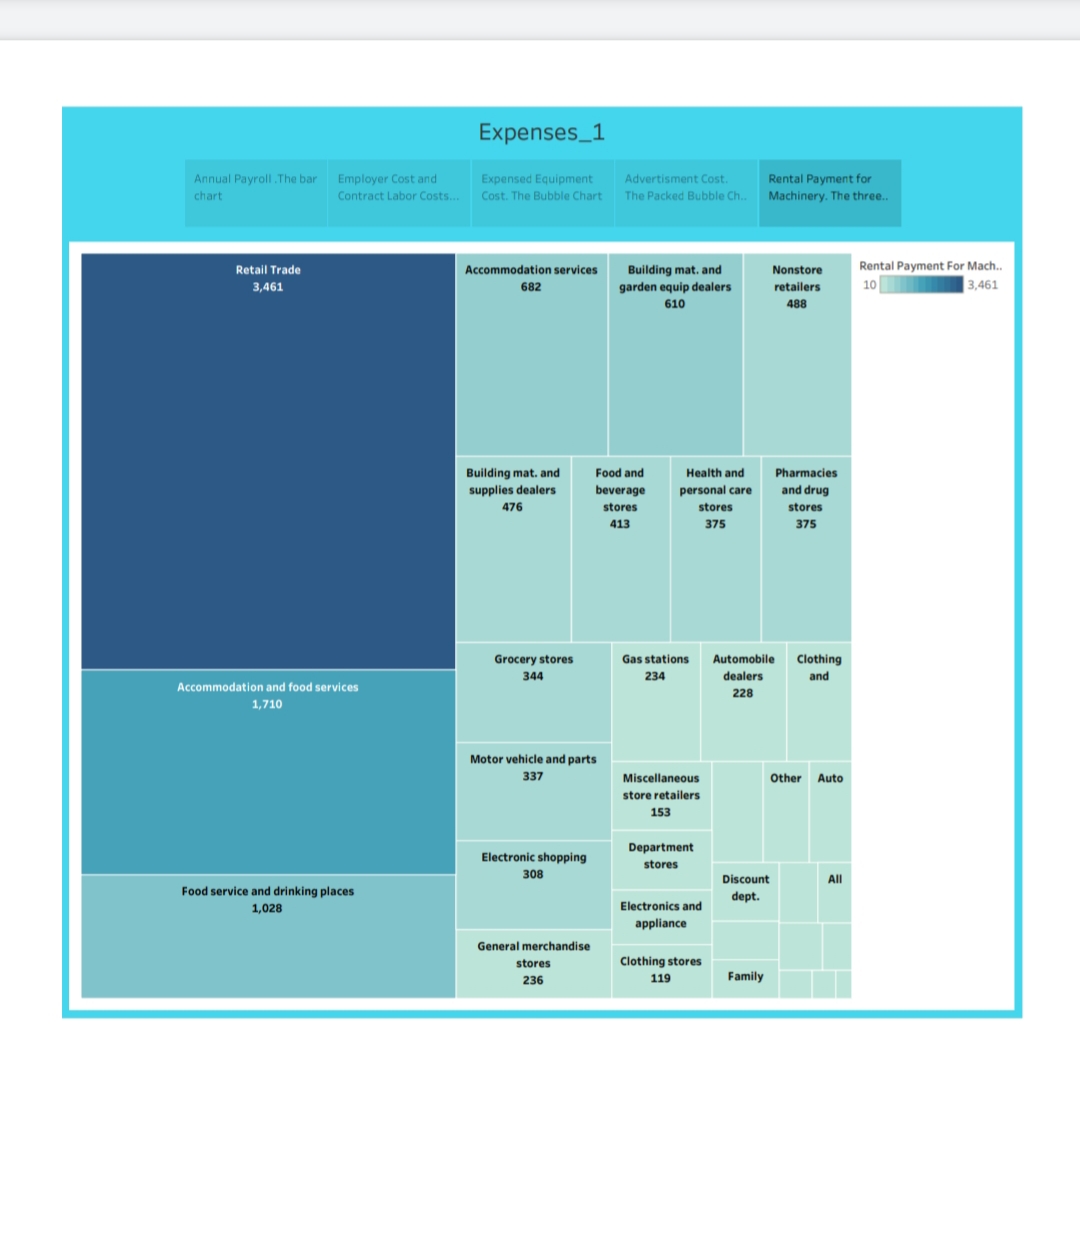 Expenses_1
Annual Payroll .The bar
chart
Employer Cost and
Contract Labor Costs...
Expensed Equipment
Cost. The Bubble Chart
Advertisment Cost.
The Packed Bubble Ch..
Rental Payment for
Machinery. The three..
Retail Trade
3,461
Accommodation services
682
Building mat. and
garden equip dealers
610
Nonstore
retailers
488
Rental Payment For Mach..
10 3,461
Building mat. and
supplies dealers
476
Food and
beverage
stores
413
Health and
personal care
stores
375
Pharmacies
and drug
stores
375
Grocery stores
344
Gas stations
234
Automobile
dealers
228
Clothing
and
Accommodation and food services
1,710
Motor vehicle and parts
337
Miscellaneous
store retailers
153
Other
Auto
Department
stores
Electronic shopping
308
Discount
dept.
All
Food service and drinking places
1,028
Electronics and
appliance
General merchandise
stores
236
Clothing stores
119
Family